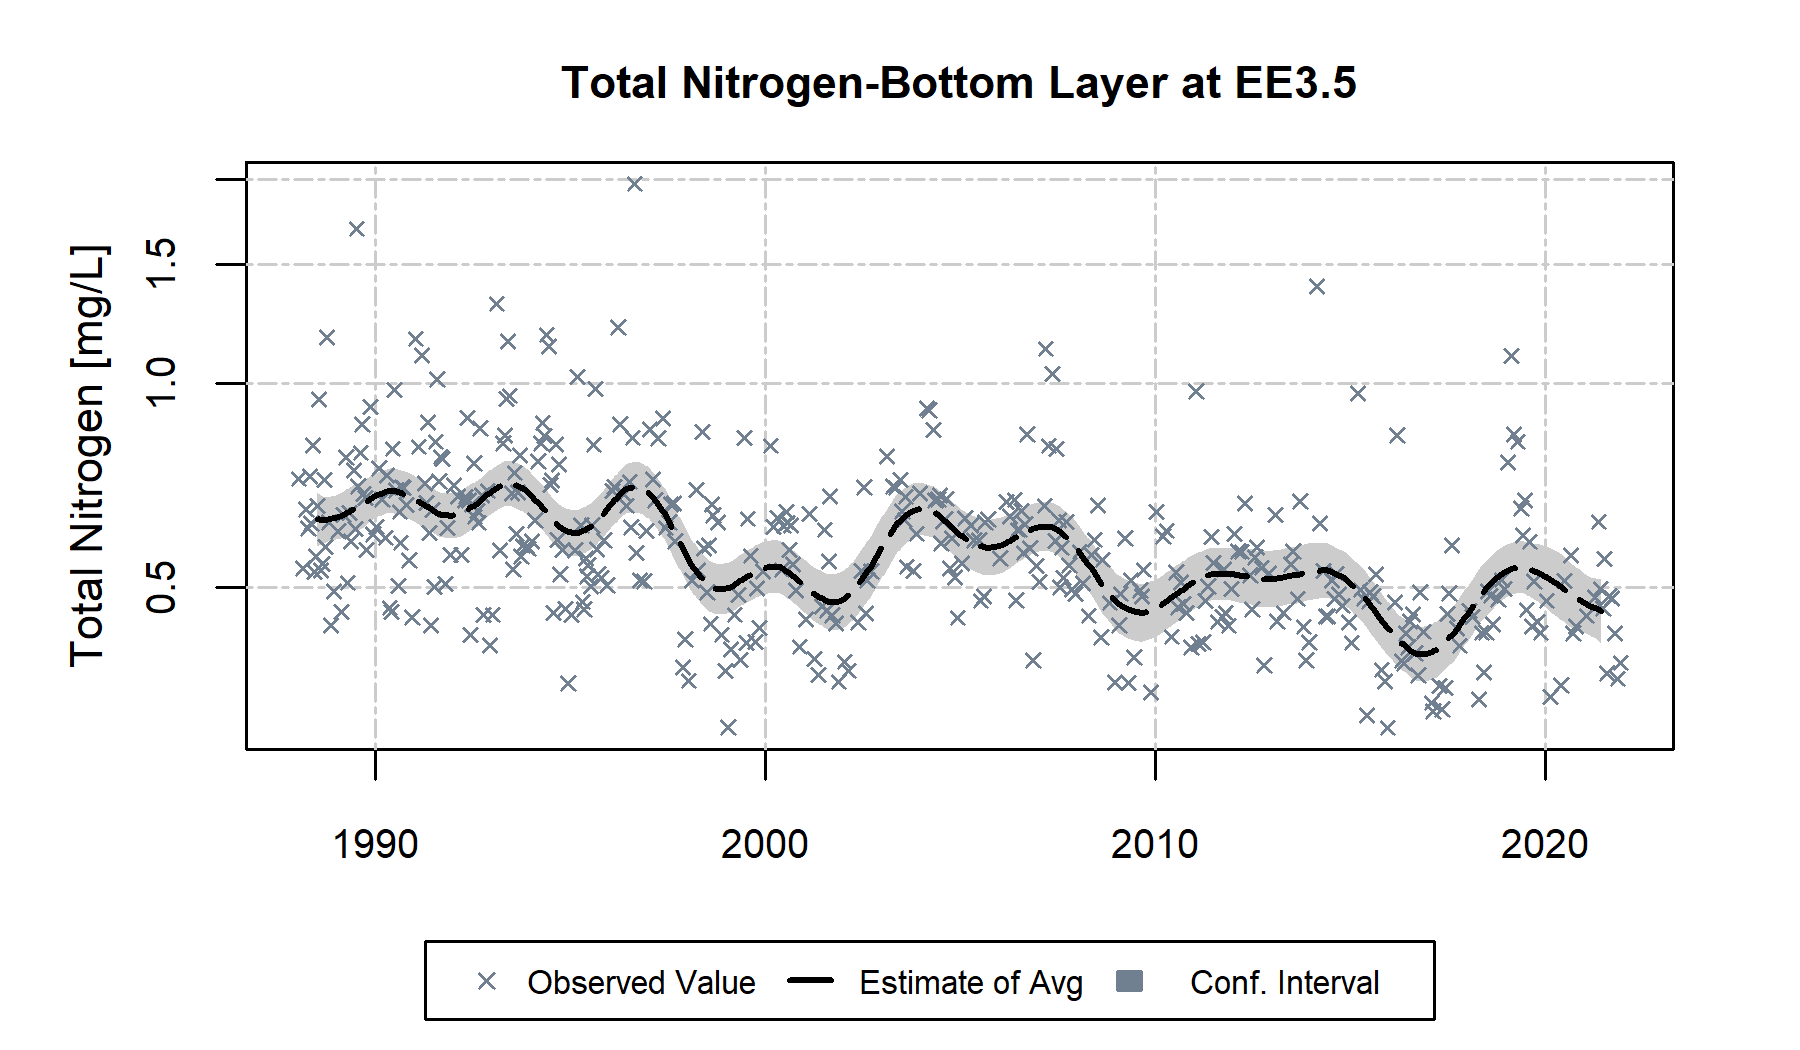 Total Nitrogen-Bottom Layer at EE3.5
Total Nitrogen [mg/L]
1.5
1.0
0.5
1990 2000 2010 2020
Observed Value Estimate of Avg Conf. Interval